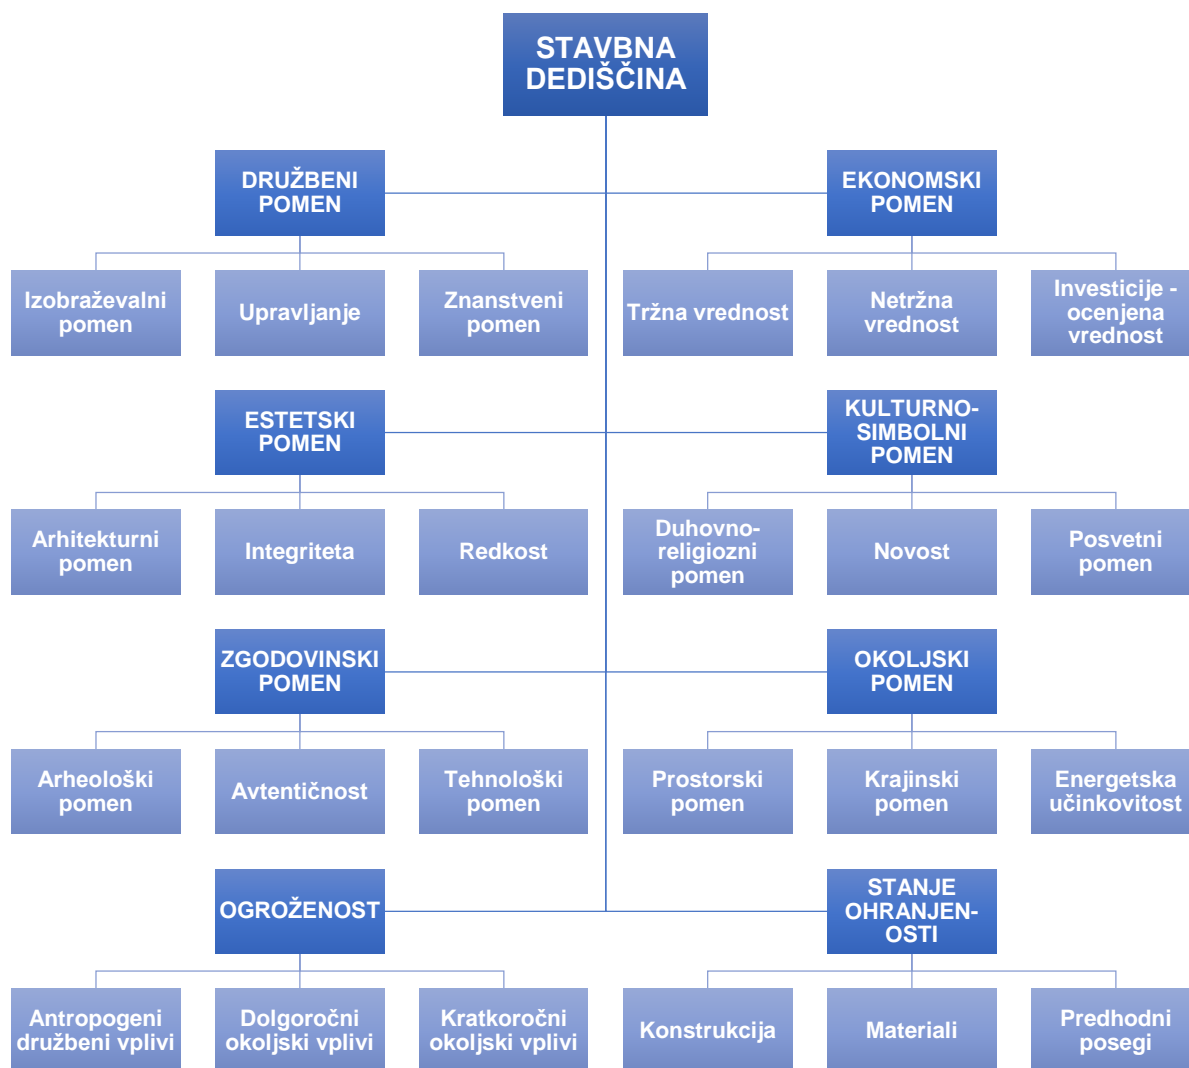 STAVBNA
DEDIŠČINA
DRUŽBENI
POMEN
EKONOMSKI
POMEN
Izobraževalni
pomen
Upravljanje
Znanstveni
pomen
Tržna vrednost
Netržna
vrednost
Investicije -
ocenjena
vrednost
ESTETSKI
POMEN
KULTURNO-
SIMBOLNI
POMEN
Arhitekturni
pomen
Integriteta
Redkost
Duhovno-
religiozni
pomen
Novost
Posvetni
pomen
ZGODOVINSKI
POMEN
OKOLJSKI
POMEN
Arheološki
pomen
Avtentičnost
Tehnološki
pomen
Prostorski
pomen
Krajinski
pomen
Energetska
učinkovitost
OGROŽENOST
STANJE
OHRANJEN-
OSTI
Antropogeni
družbeni vplivi
Dolgoročni
okoljski vplivi
Kratkoročni
okoljski vplivi
Konstrukcija
Materiali
Predhodni
posegi